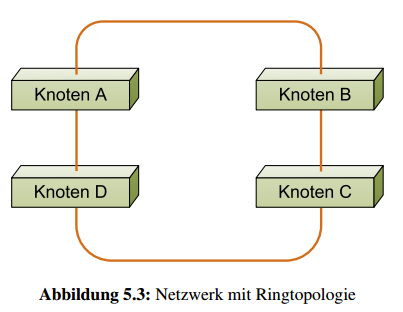 Knoten A
Knoten B
Knoten D
Knoten C
Abbildung 5.3: Netzwerk mit Ringtopologie